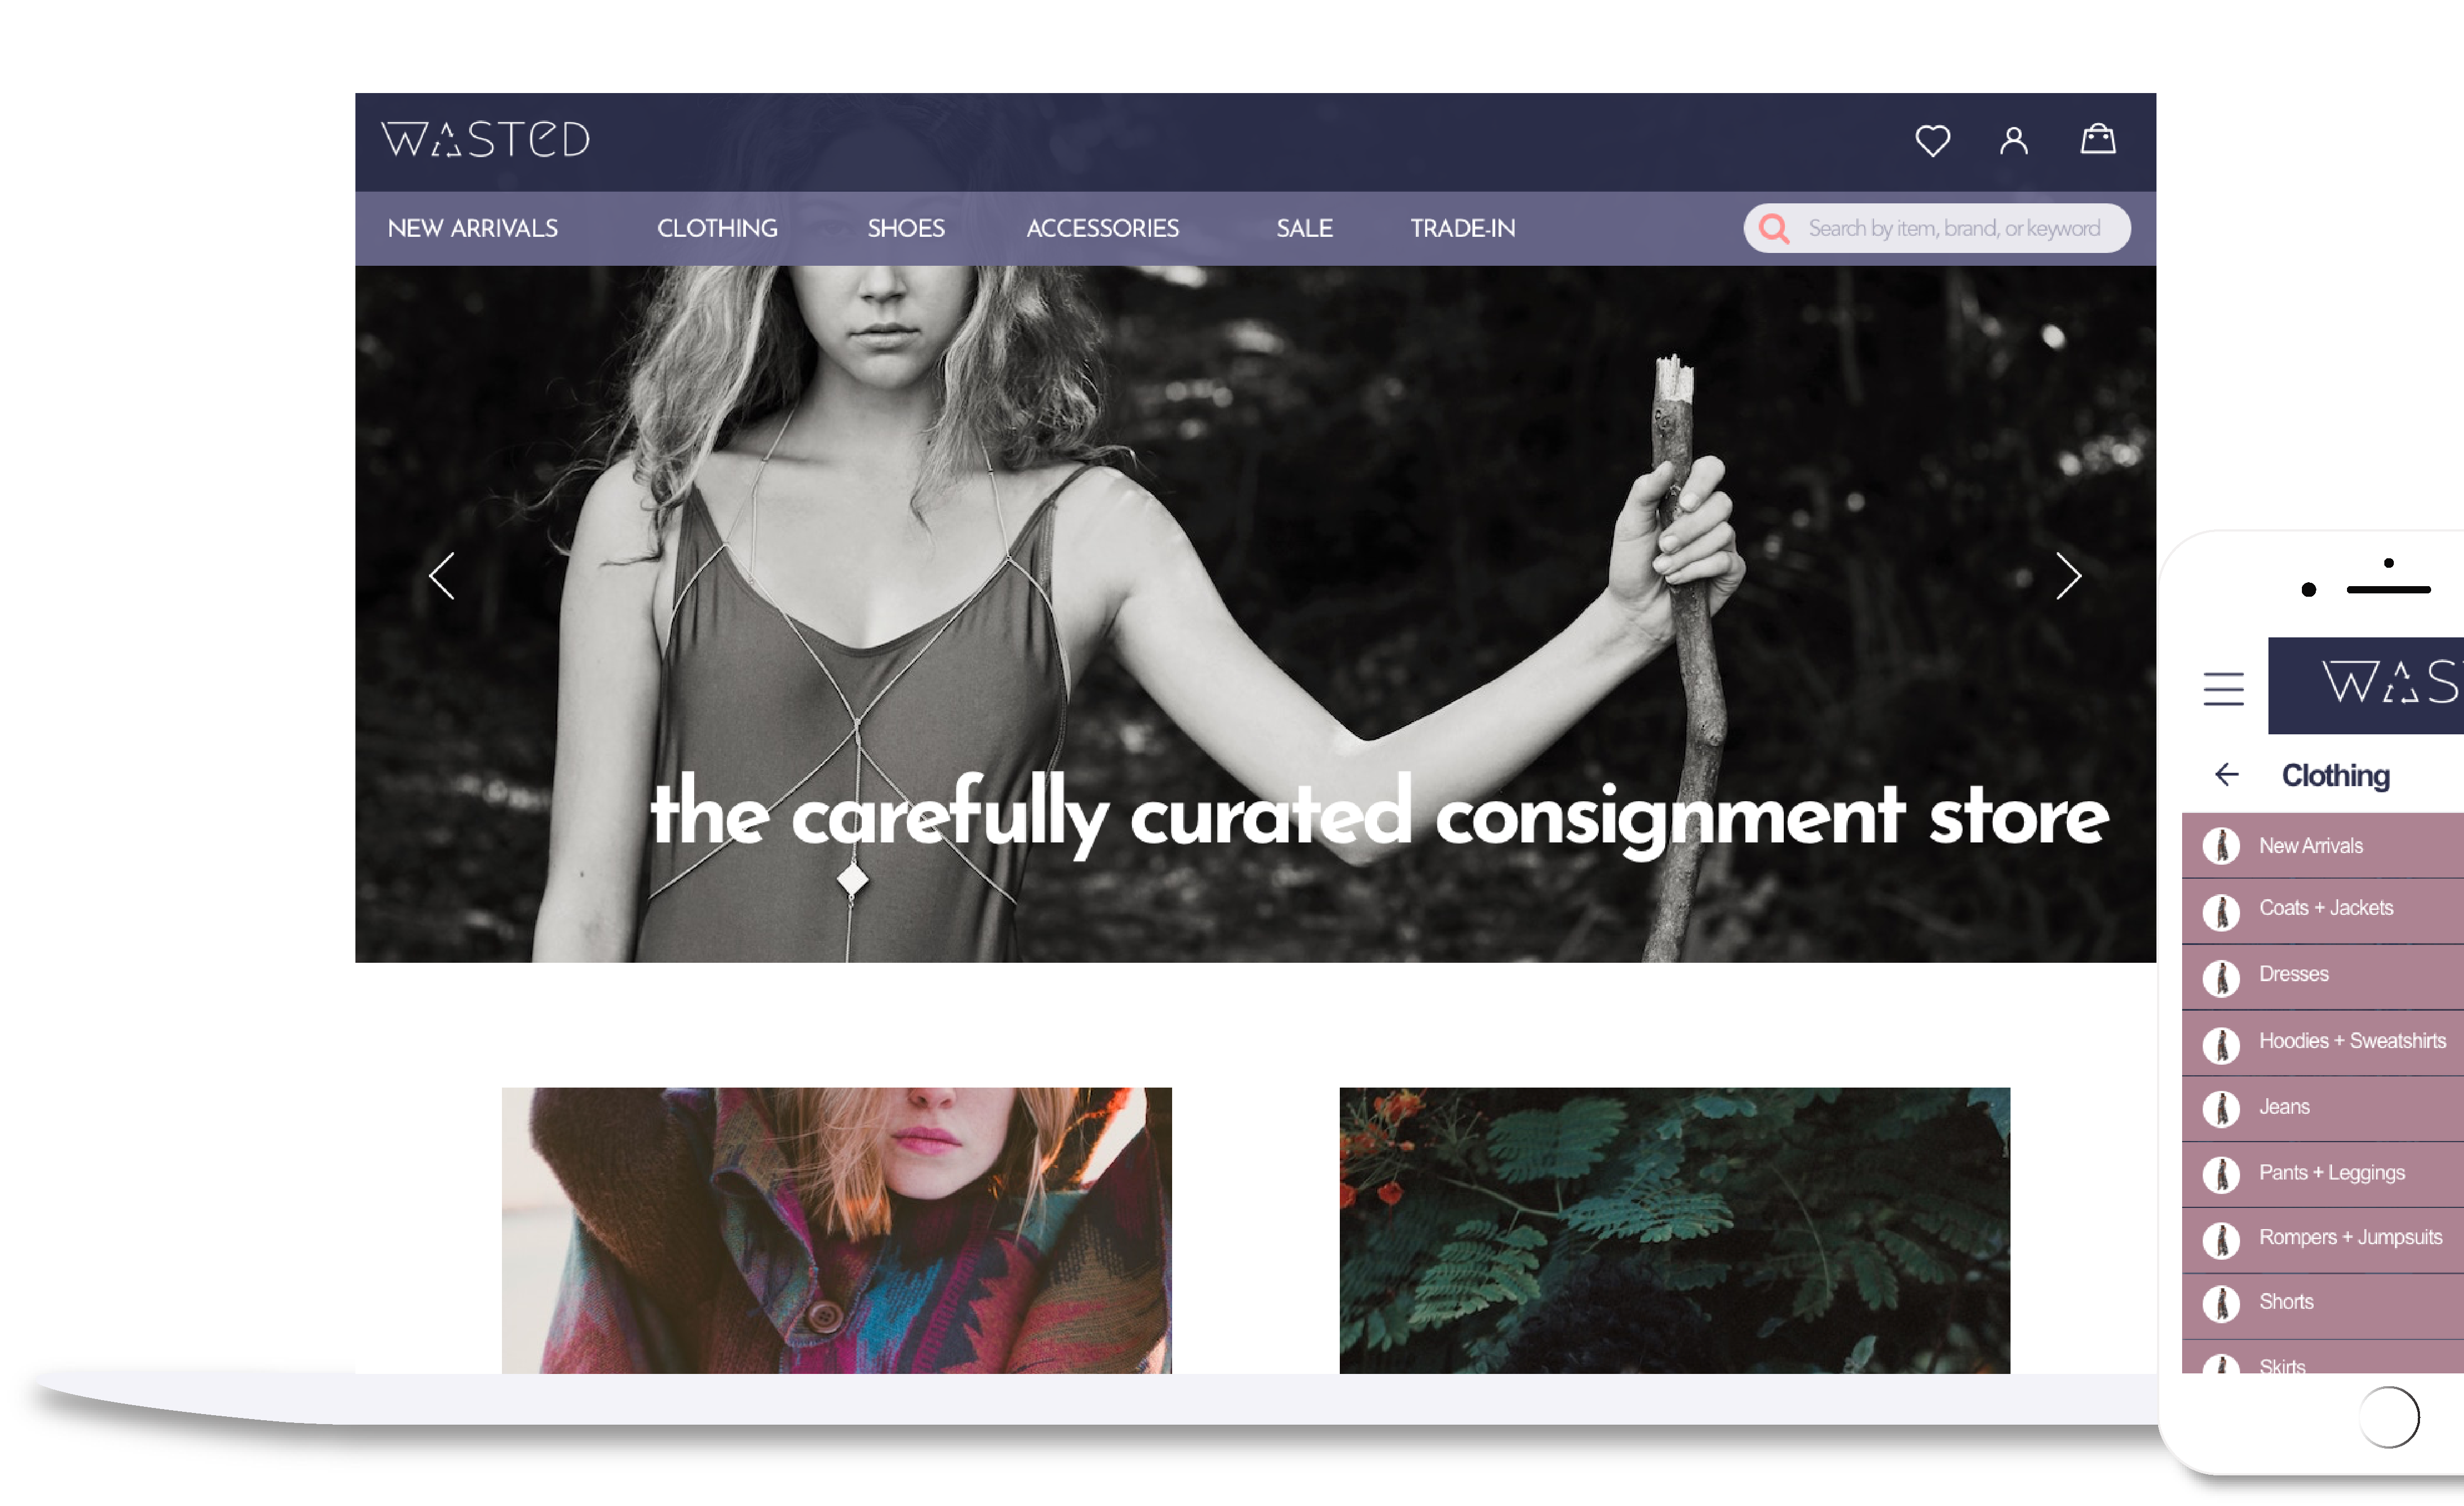 WASTED
NEW ARRIVALS CLOTHING SHOES ACCESSORIES SALE TRADE-IN Search by item, brand, or keyword
the carefully curated consignment store
WAS
Clothing
New Arrivals
Coats + Jackets
Dresses
Hoodies + Sweatshirts
Jeans
Pants + Leggings
Rompers + Jumpsuits
Shorts
Skirts